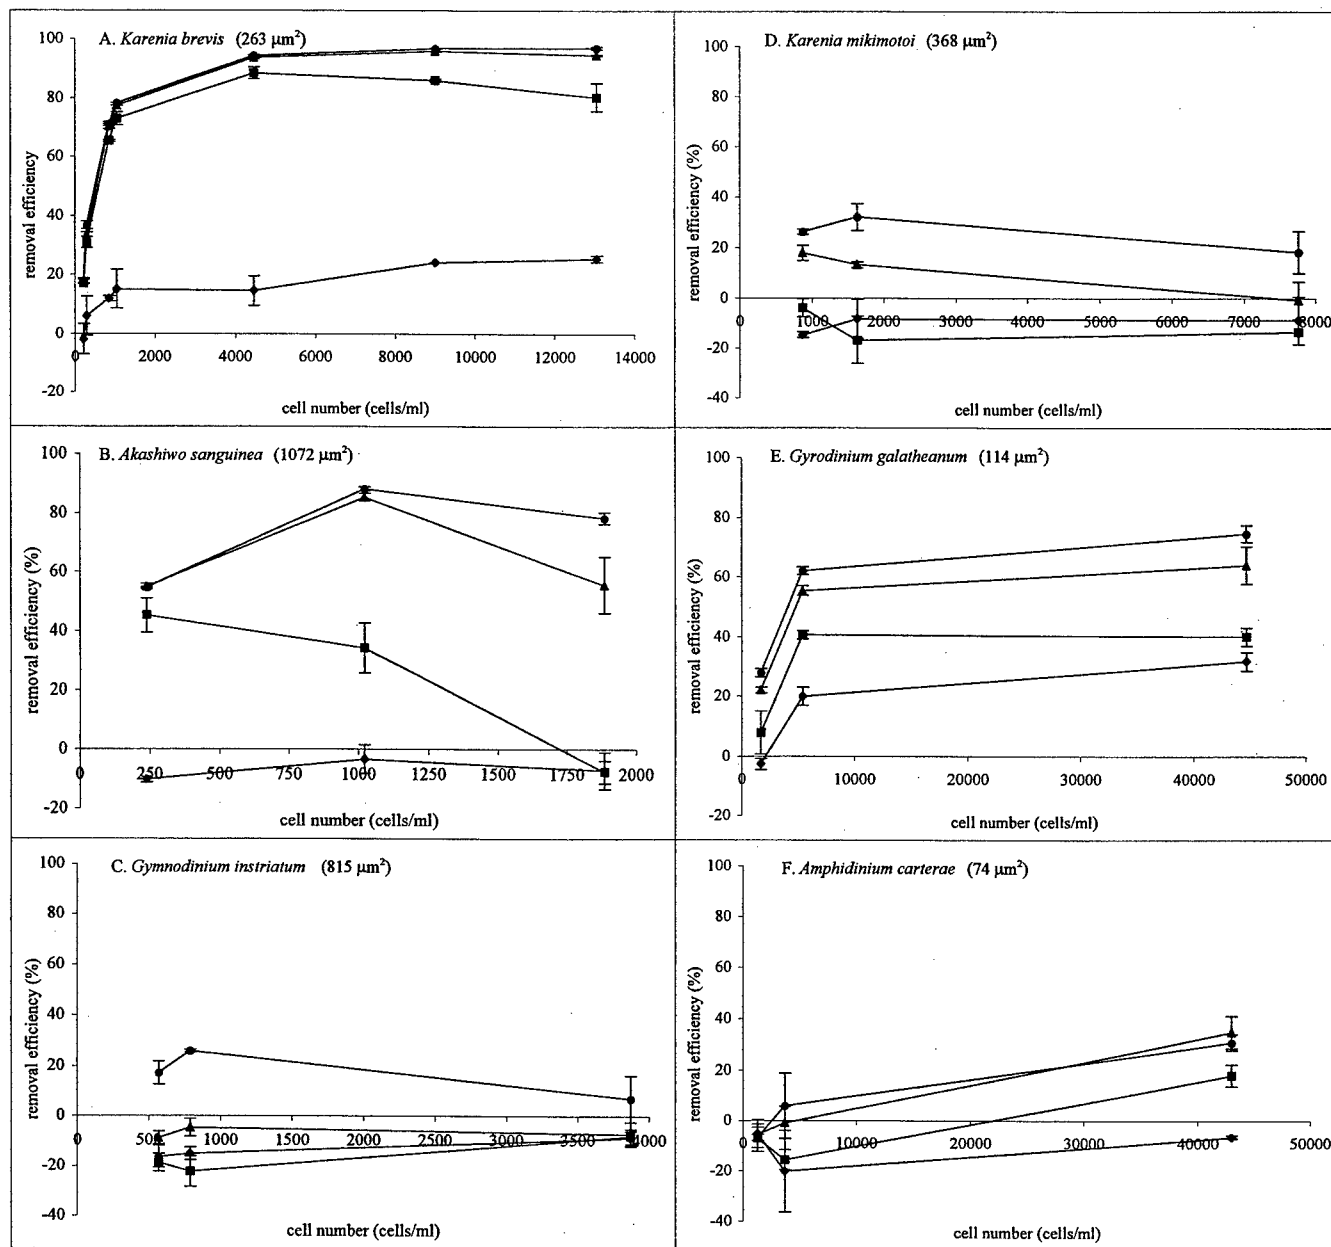 A. Karenia brevis (263 µm²)
100
80
60
40
20
0
-20
removal efficiency
0 2000 4000 6000 8000 10000 12000 14000
cell number (cells/ml)
D. Karenia mikimotoi (368 µm²)
100
80
60
40
20
0
-20
-40
removal efficiency (%)
0 1000 2000 3000 4000 5000 6000 7000 8000
cell number (cells/ml)
B. Akashiwo sanguinea (1072 µm²)
100
80
60
40
20
0
-20
removal efficiency (%)
0 250 500 750 1000 1250 1500 1750 2000
cell number (cells/ml)
E. Gyrodinium galatheanum (114 µm²)
100
80
60
40
20
0
-20
removal efficiency (%)
0 10000 20000 30000 40000 50000
cell number (cells/ml)
C. Gymnodinium instriatum (815 µm²)
100
80
60
40
20
0
-20
-40
removal efficiency (%)
0 500 1000 1500 2000 2500 3000 3500 4000
cell number (cells/ml)
F. Amphidinium carterae (74 µm²)
100
80
60
40
20
0
-20
-40
removal efficiency (%)
0 10000 20000 30000 40000 50000
cell number (cells/ml)